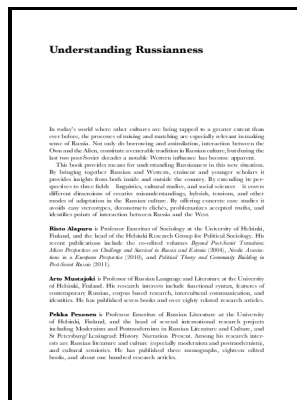 Understanding Russianness
In today's world where other cultures are being tapped to a greater extent than
ever before, the processes of mixing and matching are especially relevant in making
sense of Russia. Not only do borrowing and assimilation, interaction between the
Own and the Alien, constitute a venerable tradition in Russian culture, but during the
last two post-Soviet decades a notable Western influence has become apparent.
This book provides means for understanding Russianness in this new situation.
By bringing together Russian and Western, eminent and younger scholars it
provides insights from both inside and outside the country. By extending its per-
spectives to three fields – linguistics, cultural studies, and social sciences – it covers
different dimensions of creative misunderstandings, hybrids, tensions, and other
modes of adaptation in the Russian culture. By offering concrete case studies it
avoids easy stereotypes, deconstructs clichés, problematizes accepted truths, and
identifies points of interaction between Russia and the West.
Risto Alapuro is Professor Emeritus of Sociology at the University of Helsinki,
Finland, and the head of the Helsinki Research Group for Political Sociology. His
recent publications include the co-edited volumes Beyond Post-Soviet Transition:
Micro Perspectives on Challenge and Survival in Russia and Estonia (2004), Nordic Associa-
tions in a European Perspective (2010), and Political Theory and Community Building in
Post-Soviet Russia (2011).
Arto Mustajoki is Professor of Russian Language and Literature at the University
of Helsinki, Finland. His research interests include functional syntax, features of
contemporary Russian, corpus based research, intercultural communication, and
identities. He has published seven books and over eighty related research articles.
Pekka Pesonen is Professor Emeritus of Russian Literature at the University
of Helsinki, Finland, and the head of several international research projects
including Modernism and Postmodernism in Russian Literature and Culture, and
St Petersburg/Leningrad: History – Narration – Present. Among his research inter-
ests are Russian literature and culture (especially modernism and postmodernism),
and cultural semiotics. He has published three monographs, eighteen edited
books, and about one hundred research articles.